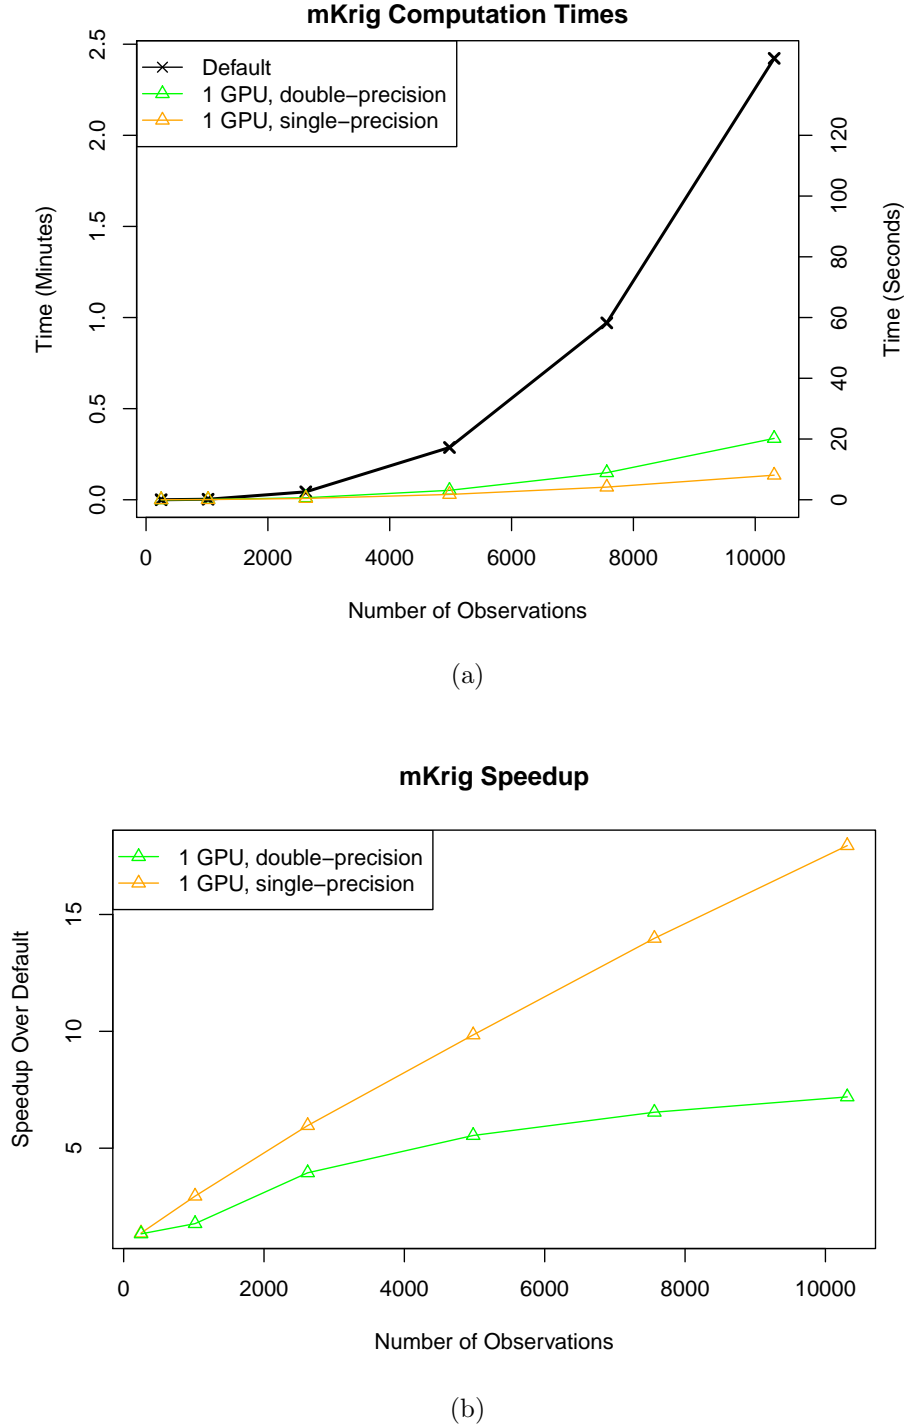 mKrig Computation Times
Default
1 GPU, double−precision
1 GPU, single−precision
Time (Minutes)
0.0 0.5 1.0 1.5 2.0 2.5
Time (Seconds)
0 20 40 60 80 100 120
0 2000 4000 6000 8000 10000
Number of Observations
(a)
mKrig Speedup
1 GPU, double−precision
1 GPU, single−precision
Speedup Over Default
5 10 15
0 2000 4000 6000 8000 10000
Number of Observations
(b)